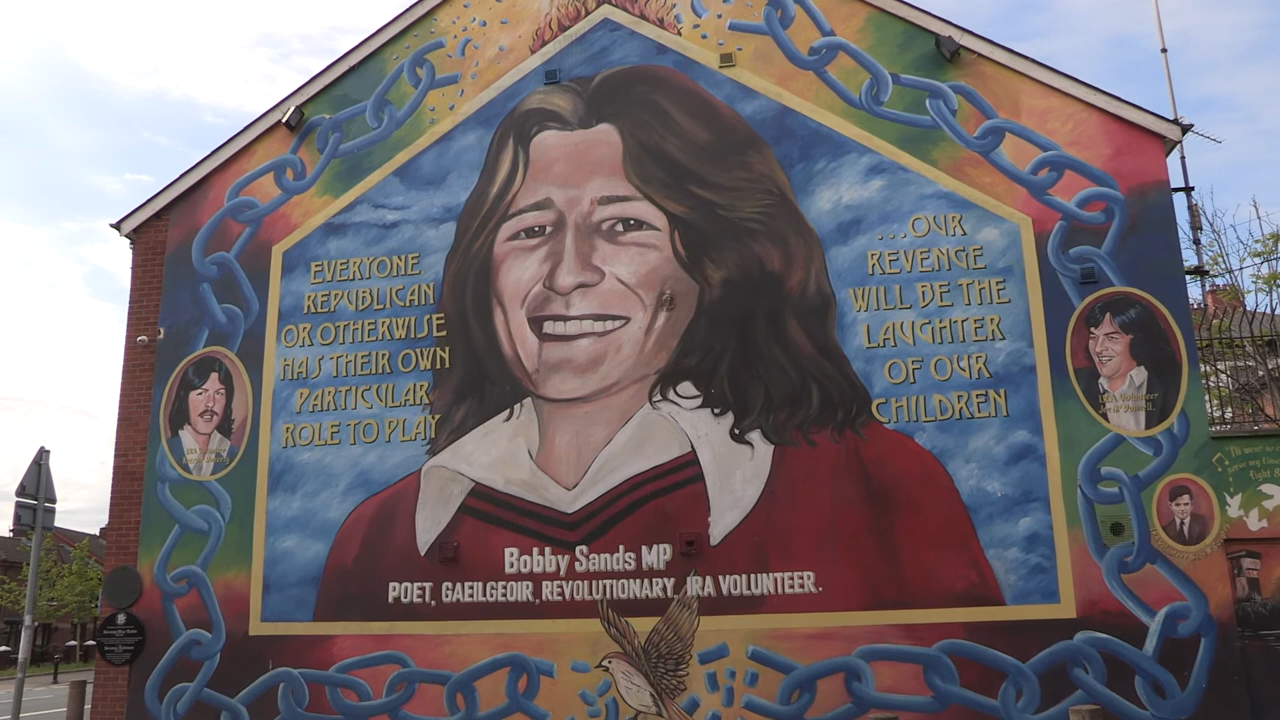 EVERYONE,
REPUBLICAN
OR OTHERWISE
HAS THEIR OWN
PARTICULAR
ROLE TO PLAY
...OUR
REVENGE
WILL BE THE
LAUGHTER
OF OUR
CHILDREN
Bobby Sands MP
POET, GAEILGEOIR, REVOLUTIONARY, IRA VOLUNTEER.
Volunteer